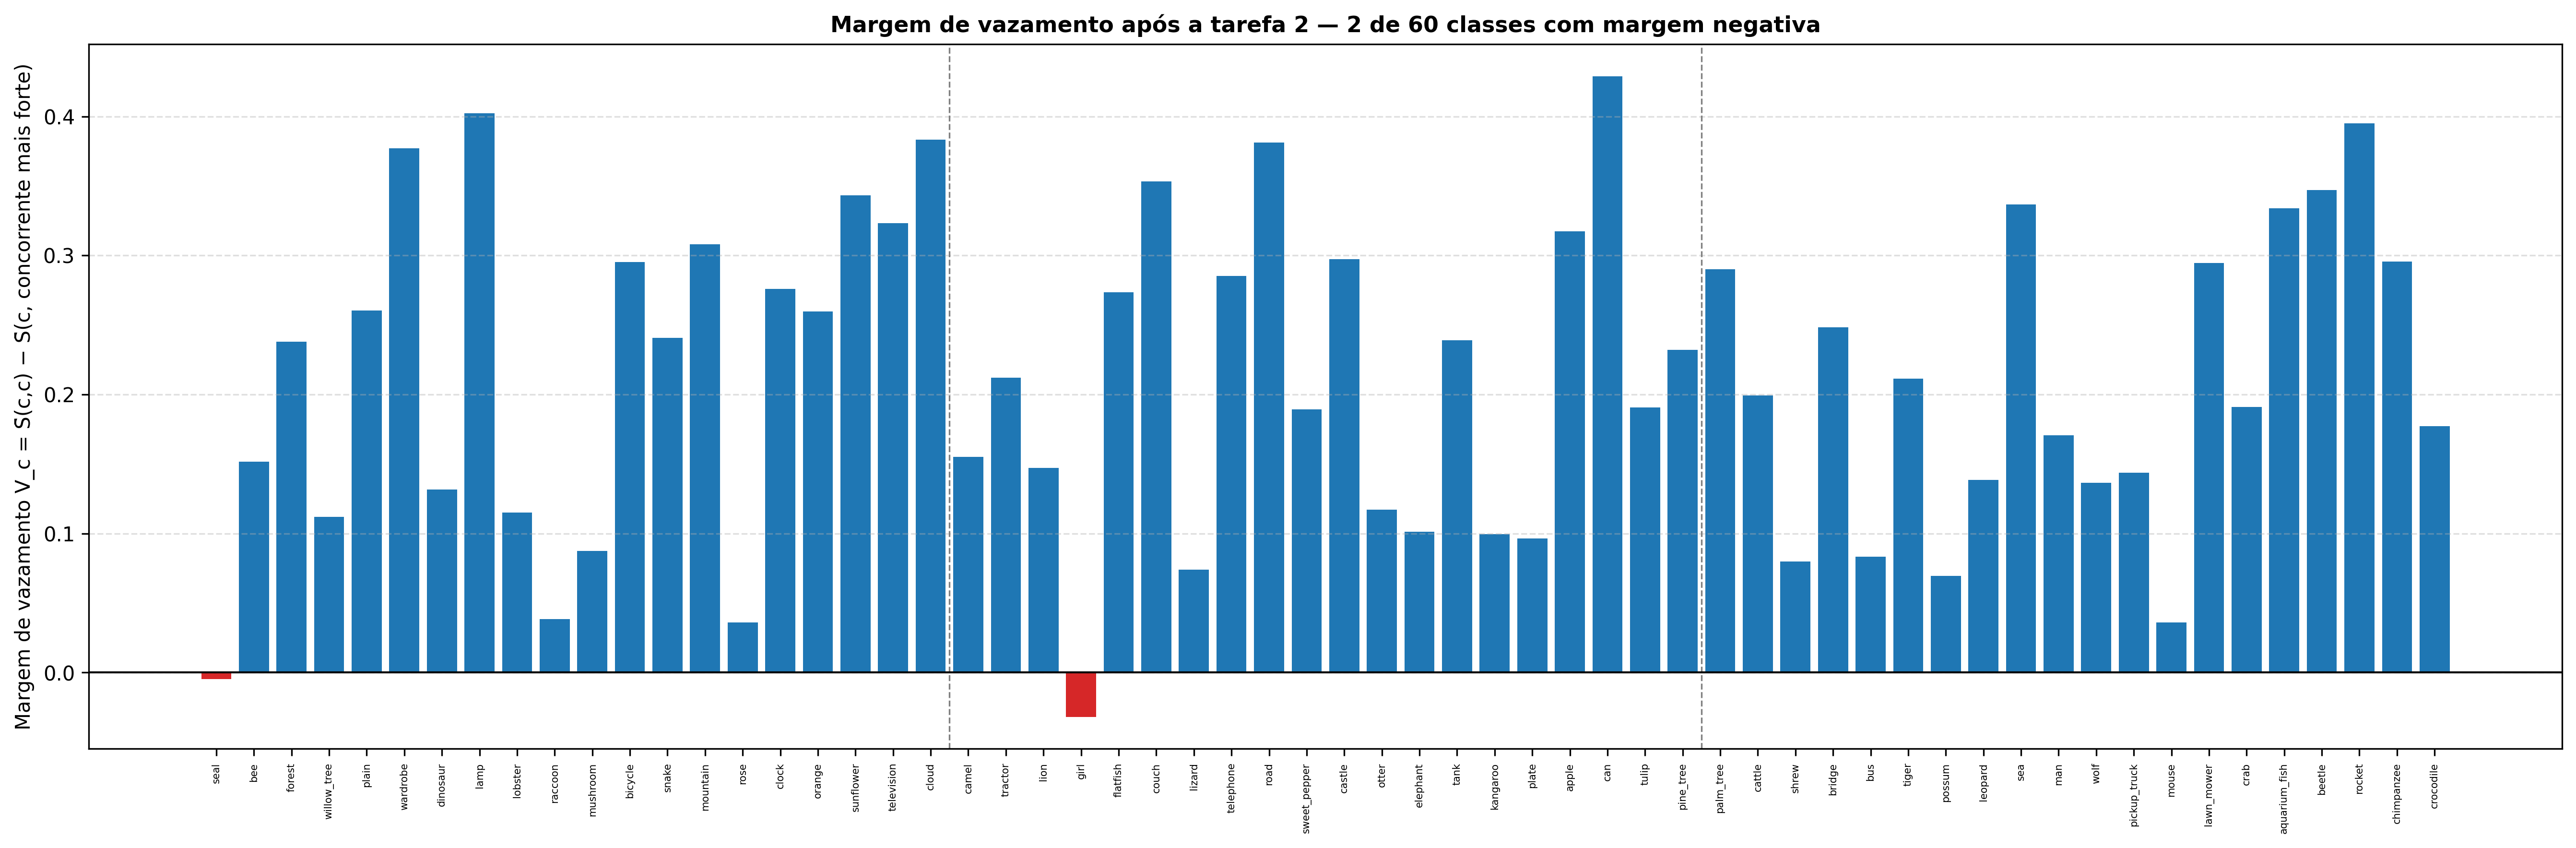 Margem de vazamento após a tarefa 2 — 2 de 60 classes com margem negativa
Margem de vazamento V_c = S(c,c) − S(c, concorrente mais forte)
0.4
0.3
0.2
0.1
0.0
seal
bee
forest
willow_tree
plain
wardrobe
dinosaur
lamp
lobster
raccoon
mushroom
bicycle
snake
mountain
rose
clock
orange
sunflower
television
cloud
camel
tractor
lion
girl
flatfish
couch
lizard
telephone
road
sweet_pepper
castle
otter
elephant
tank
kangaroo
plate
apple
can
tulip
pine_tree
palm_tree
cattle
shrew
bridge
bus
tiger
possum
leopard
sea
man
wolf
pickup_truck
mouse
lawn_mower
crab
aquarium_fish
beetle
rocket
chimpanzee
crocodile